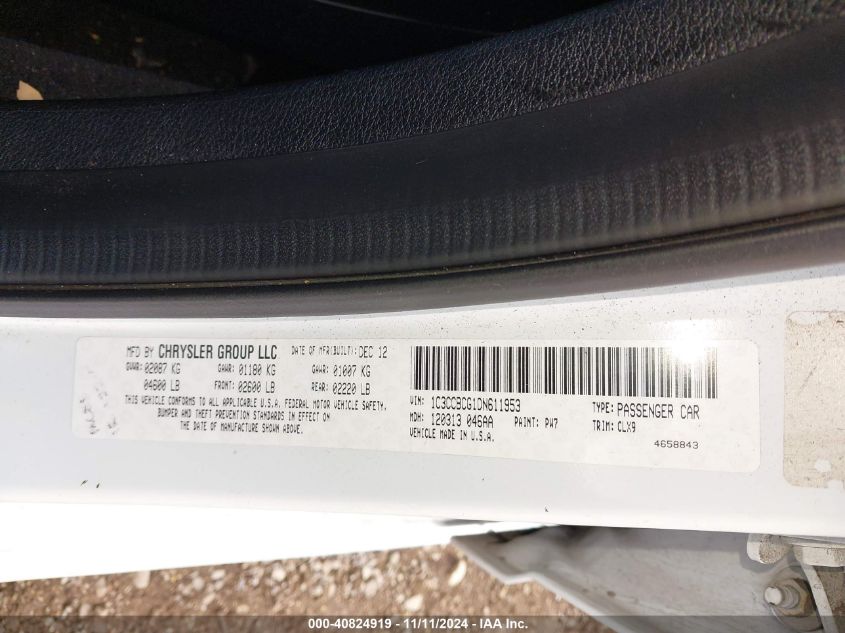 MFD BY CHRYSLER GROUP LLC DATE OF MFR(BUILT): DEC 12
GVWR: 02087 KG GAWR: 01180 KG GAWR: 01007 KG
04600 LB FRONT: 02600 LB REAR: 02220 LB
THIS VEHICLE CONFORMS TO ALL APPLICABLE U.S.A. FEDERAL MOTOR VEHICLE SAFETY,
BUMPER AND THEFT PREVENTION STANDARDS IN EFFECT ON
THE DATE OF MANUFACTURE SHOWN ABOVE.
VIN: 1C3CCBCG1DN611953 TYPE: PASSENGER CAR
MDH: 120313 046AA PAINT: PW7 TRIM: CLX9
VEHICLE MADE IN U.S.A. 4658843
000-40824919 - 11/11/2024 - IAA Inc.